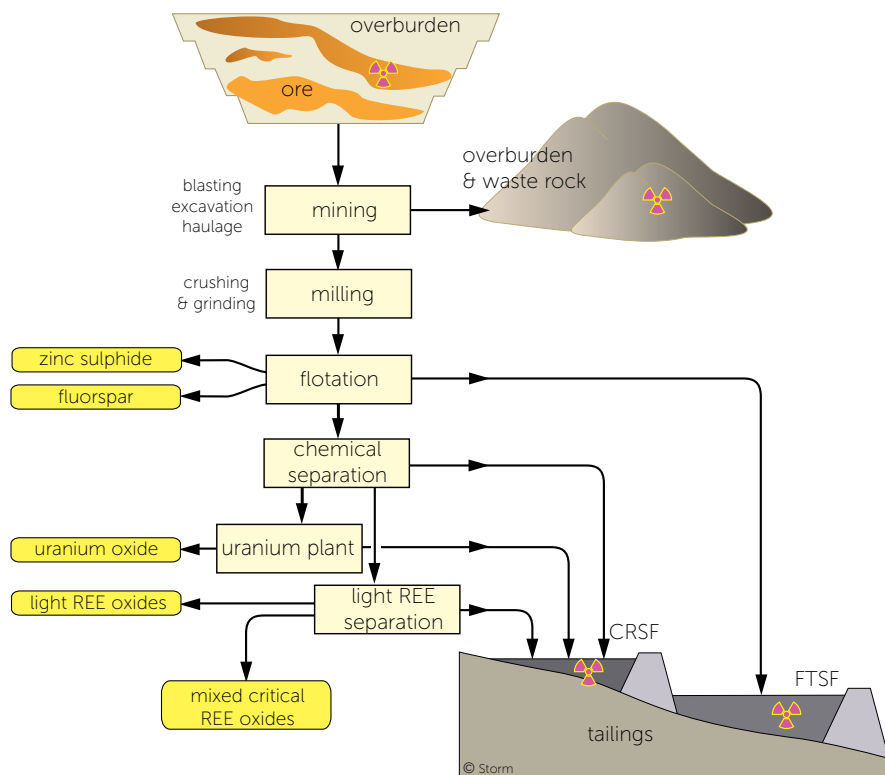 overburden
ore
overburden
& waste rock
blasting
excavation
haulage
mining
crushing
& grinding
milling
zinc sulphide
fluorspar
flotation
chemical
separation
uranium oxide
uranium plant
light REE oxides
light REE
separation
CRSF
FTSF
mixed critical
REE oxides
tailings
© Storm